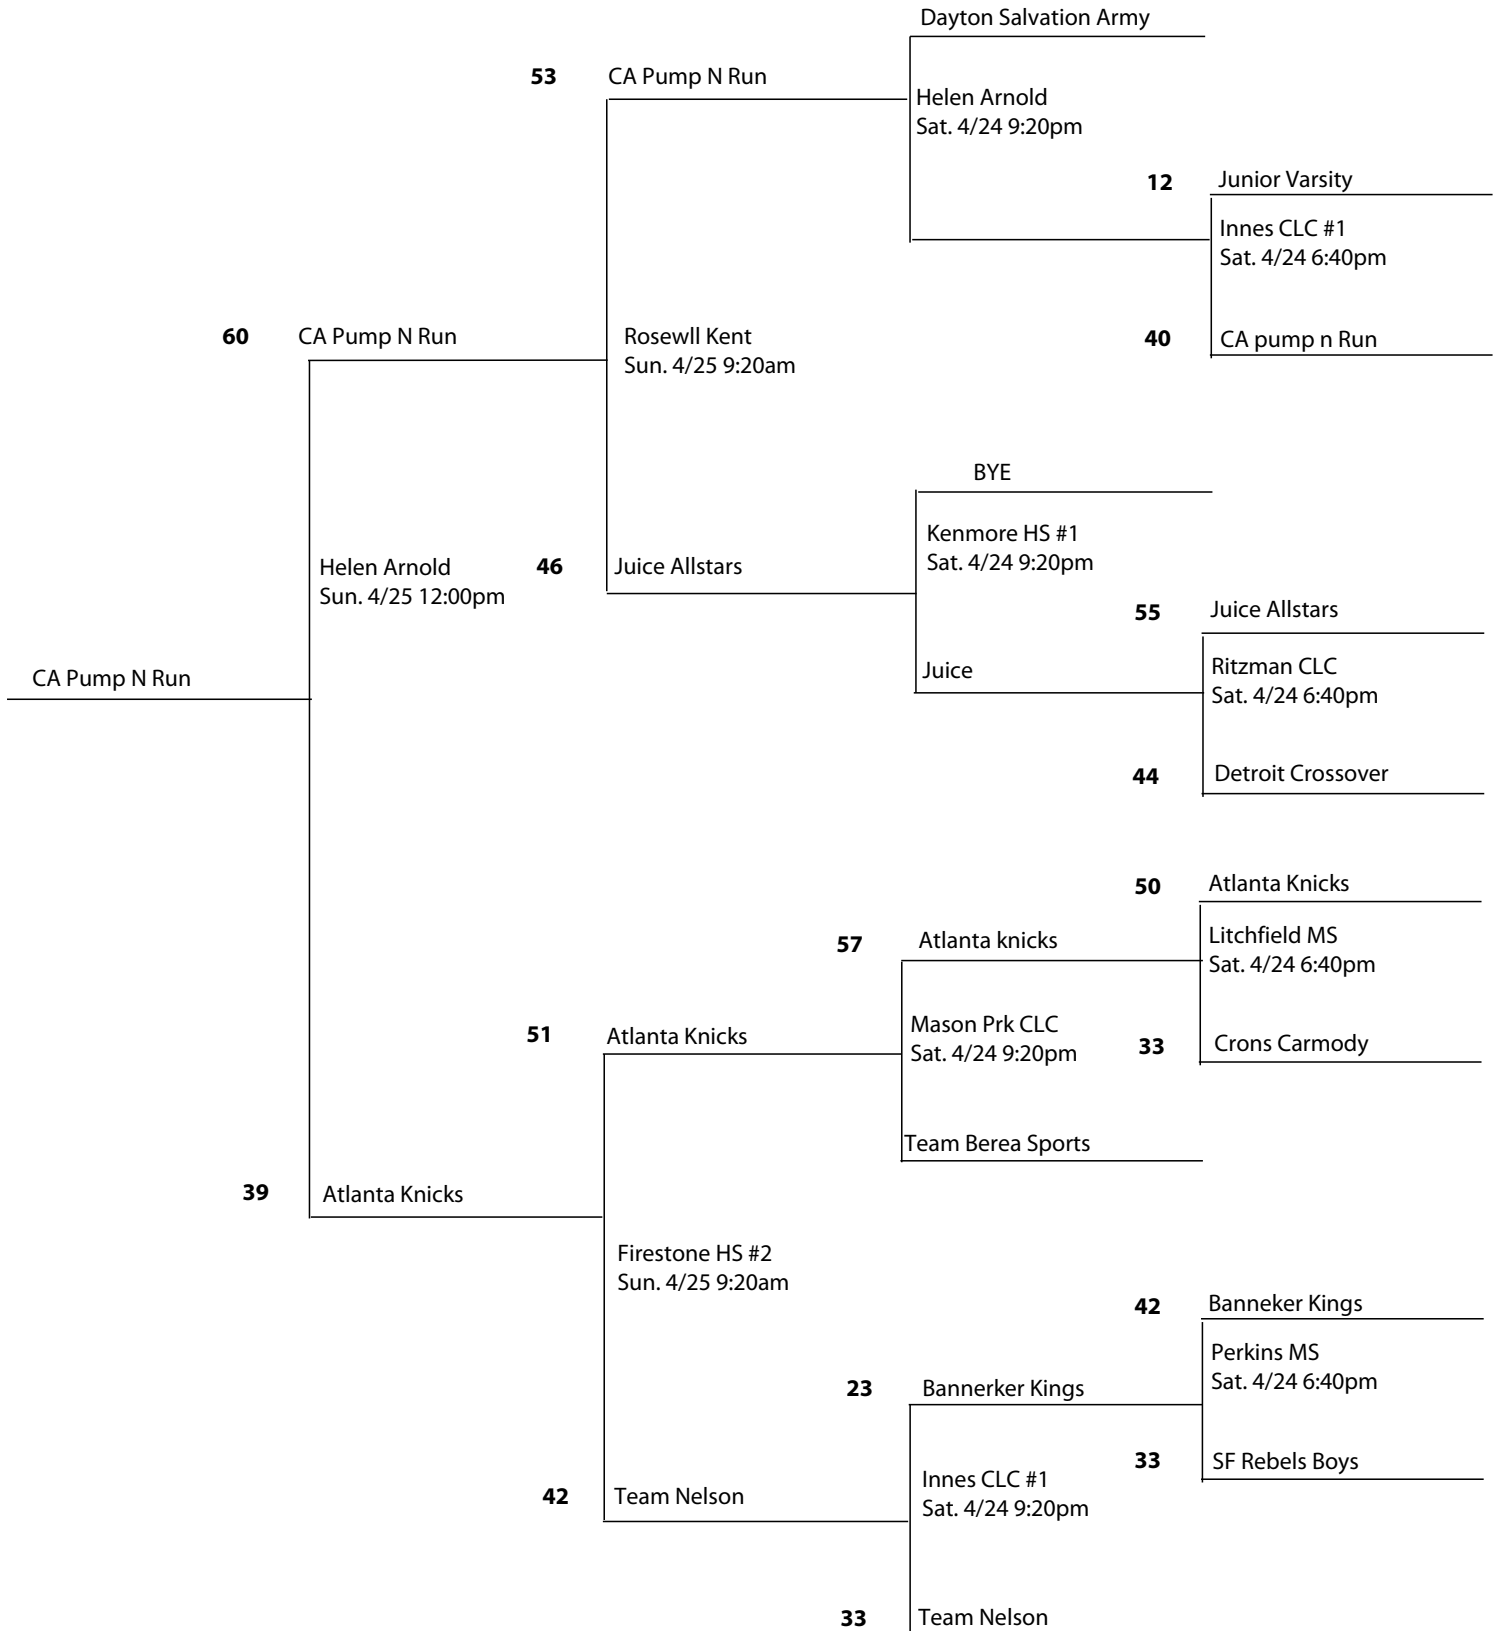 Dayton Salvation Army
53 CA Pump N Run
Helen Arnold
Sat. 4/24 9:20pm
12 Junior Varsity
Innes CLC #1
Sat. 4/24 6:40pm
60 CA Pump N Run
Rosewll Kent
Sun. 4/25 9:20am
40 CA pump n Run
BYE
Kenmore HS #1
Sat. 4/24 9:20pm
Helen Arnold
Sun. 4/25 12:00pm
46 Juice Allstars
55 Juice Allstars
CA Pump N Run
Juice
Ritzman CLC
Sat. 4/24 6:40pm
44 Detroit Crossover
50 Atlanta Knicks
57 Atlanta knicks
Litchfield MS
Sat. 4/24 6:40pm
51 Atlanta Knicks
Mason Prk CLC
Sat. 4/24 9:20pm
33 Crons Carmody
Team Berea Sports
39 Atlanta Knicks
Firestone HS #2
Sun. 4/25 9:20am
42 Banneker Kings
Perkins MS
Sat. 4/24 6:40pm
23 Bannerker Kings
33 SF Rebels Boys
Innes CLC #1
Sat. 4/24 9:20pm
42 Team Nelson
33 Team Nelson